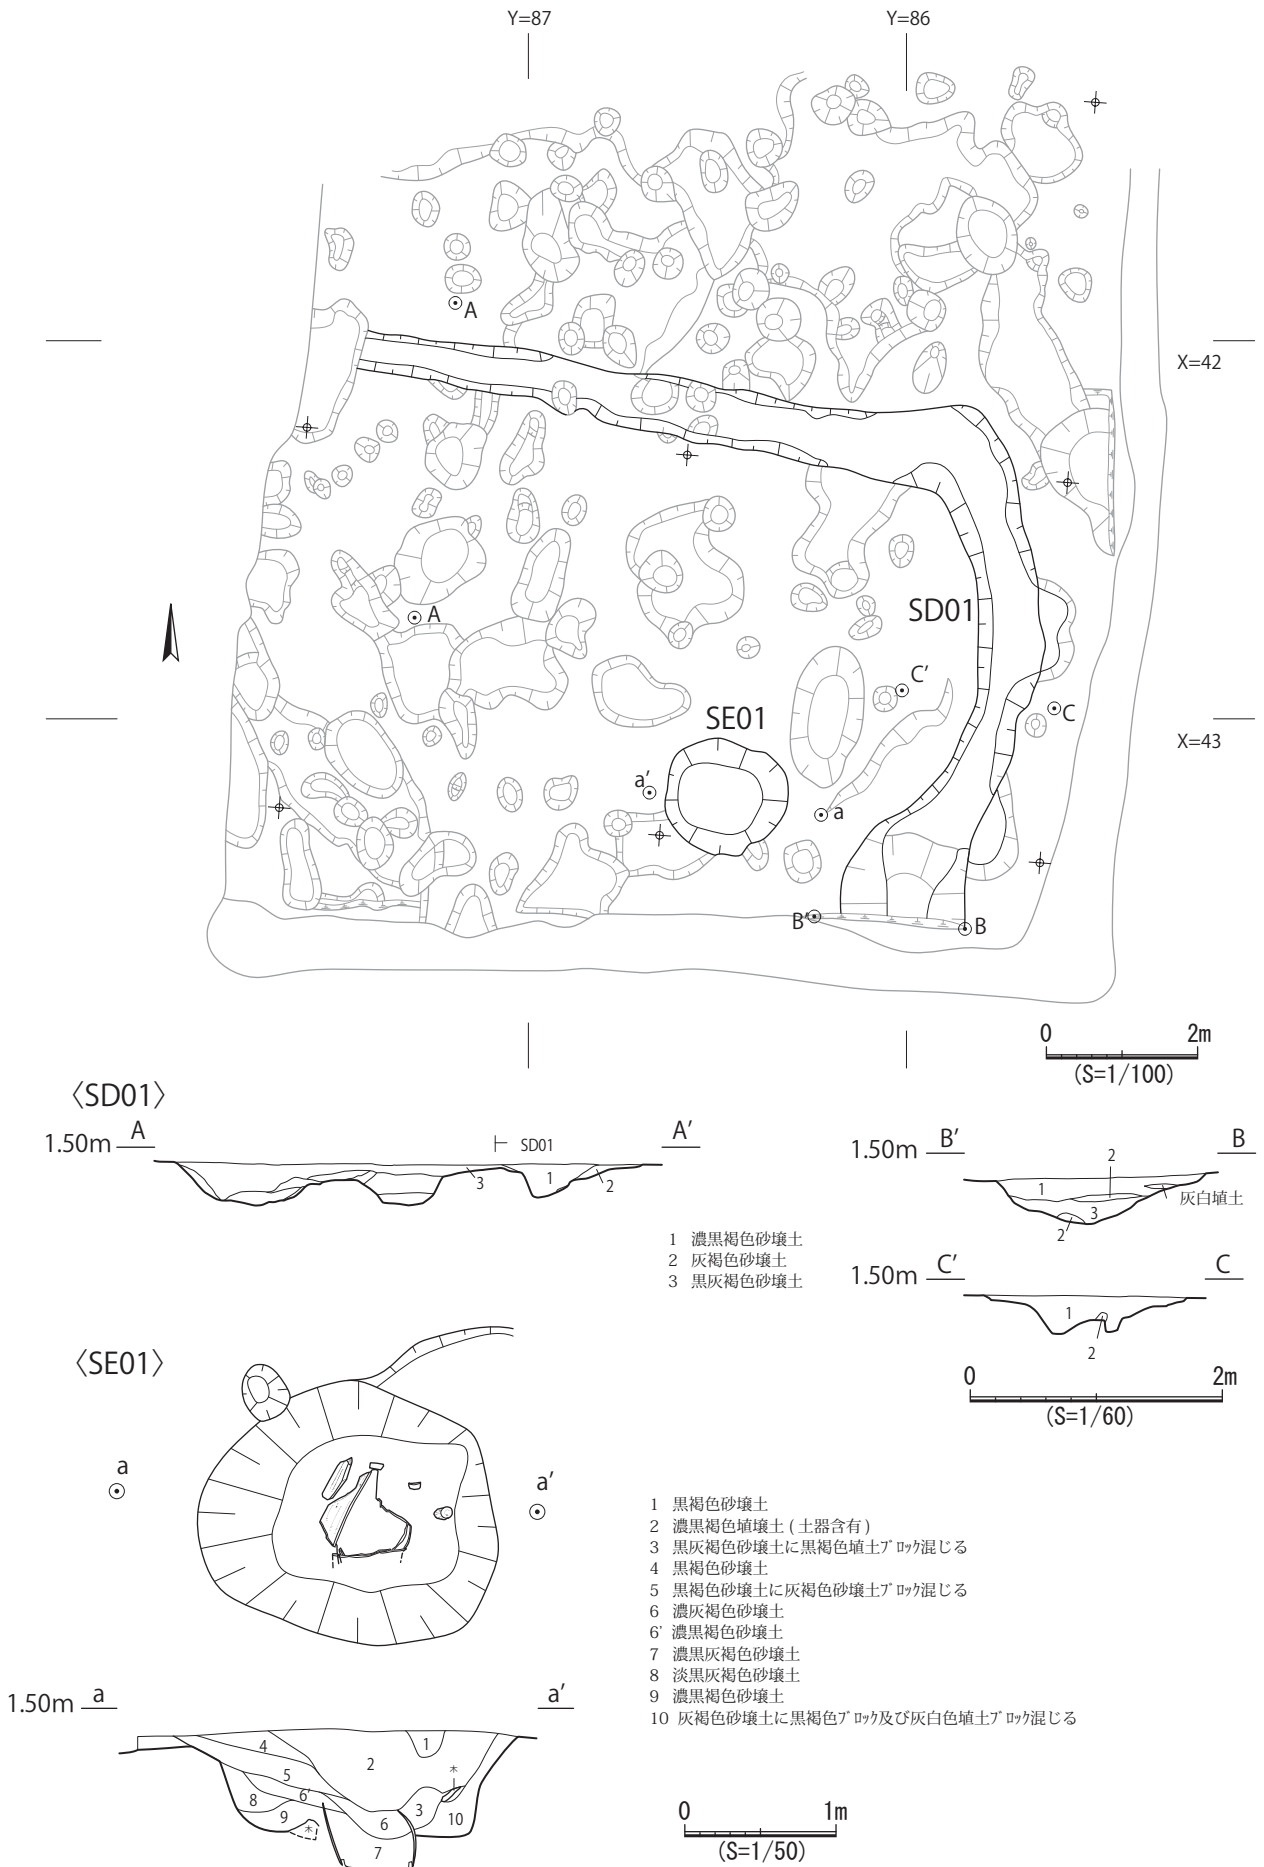 Y=87
Y=86
A
X=42
A
SD01
C'
C
SE01
X=43
a'
a
B'
B
0 2m
(S=1/100)
〈SD01〉
1.50m A A'
SD01
1
2
3
1.50m B' B
2
1
3
2
灰白埴土
1 濃黒褐色砂壌土
2 灰褐色砂壌土
3 黒灰褐色砂壌土
1.50m C' C
1
2
〈SE01〉
0 2m
(S=1/60)
a
a'
1 黒褐色砂壌土
2 濃黒褐色埴壌土 ( 土器含有 )
3 黒灰褐色砂壌土に黒褐色埴土ブロック混じる
4 黒褐色砂壌土
5 黒褐色砂壌土に灰褐色砂壌土ブロック混じる
6 濃灰褐色砂壌土
6' 濃黒褐色砂壌土
7 濃黒灰褐色砂壌土
8 淡黒灰褐色砂壌土
9 濃黒褐色砂壌土
10 灰褐色砂壌土に黒褐色ブロック及び灰白色埴土ブロック混じる
1.50m a a'
1
4
2
5
木
6'
8
3
9
6
10
木
7
0 1m
(S=1/50)